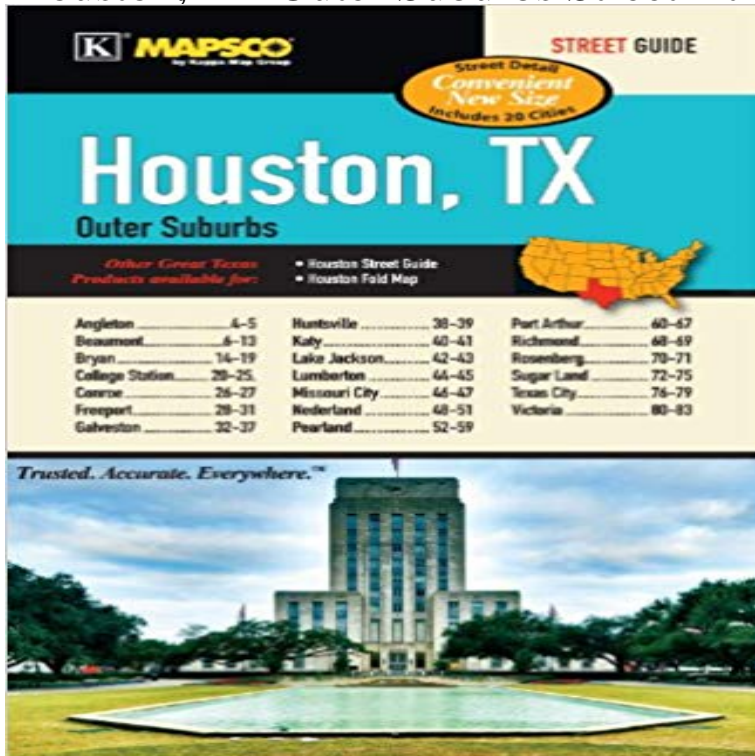 K MAPSCO
by Kappa Map Group
STREET GUIDE
Street Detail
Convenient
New Size
Includes 20 Cities
Houston, TX
Outer Suburbs
Other Great Texas
Products available for:
• Houston Street Guide
• Houston Fold Map
Angleton 4-5
Beaumont 6-13
Bryan 14-19
College Station 20-25
Conroe 26-27
Freeport 28-31
Galveston 32-37
Huntsville 38-39
Katy 40-41
Lake Jackson 42-43
Lumberton 44-45
Missouri City 46-47
Nederland 48-51
Pearland 52-59
Port Arthur 60-67
Richmond 68-69
Rosenberg 70-71
Sugar Land 72-75
Texas City 76-79
Victoria 80-83
Trusted. Accurate. Everywhere.™